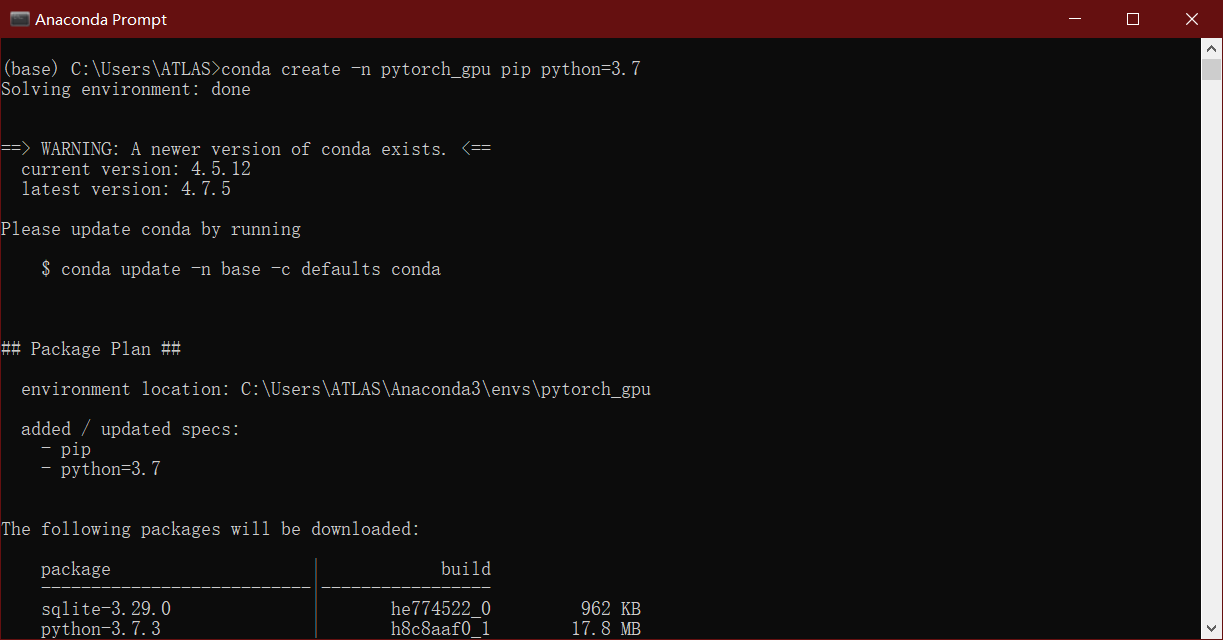 Anaconda Prompt
(base) C:\Users\ATLAS>conda create -n pytorch_gpu pip python=3.7
Solving environment: done
==> WARNING: A newer version of conda exists. <==
  current version: 4.5.12
  latest version: 4.7.5
Please update conda by running
    $ conda update -n base -c defaults conda
## Package Plan ##
  environment location: C:\Users\ATLAS\Anaconda3\envs\pytorch_gpu
  added / updated specs:
    - pip
    - python=3.7
The following packages will be downloaded:
    package                    |            build
    ---------------------------|-----------------
    sqlite-3.29.0              |       he774522_0         962 KB
    python-3.7.3               |       h8c8aaf0_1        17.8 MB